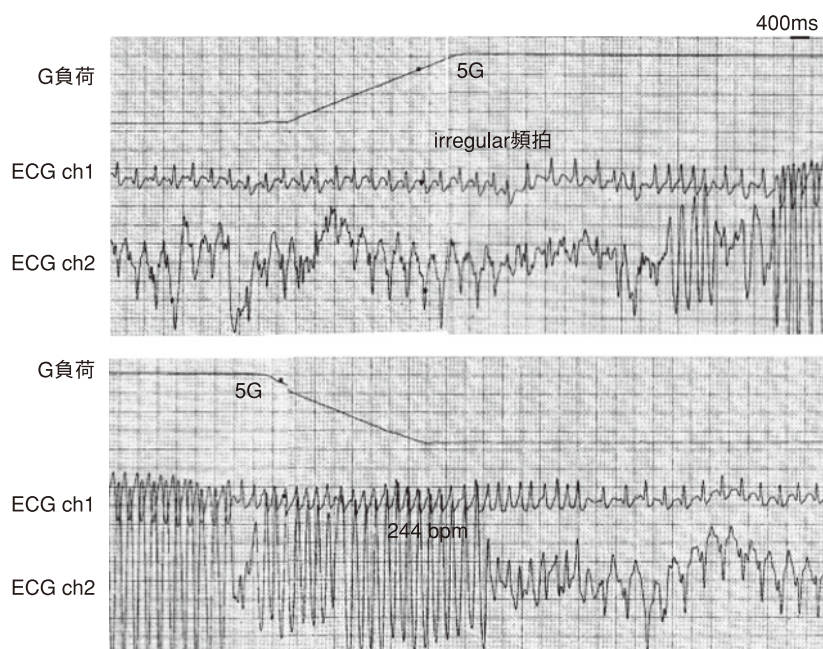 400ms
G負荷
5G
irregular頻拍
ECG ch1
ECG ch2
G負荷
5G
ECG ch1
244 bpm
ECG ch2